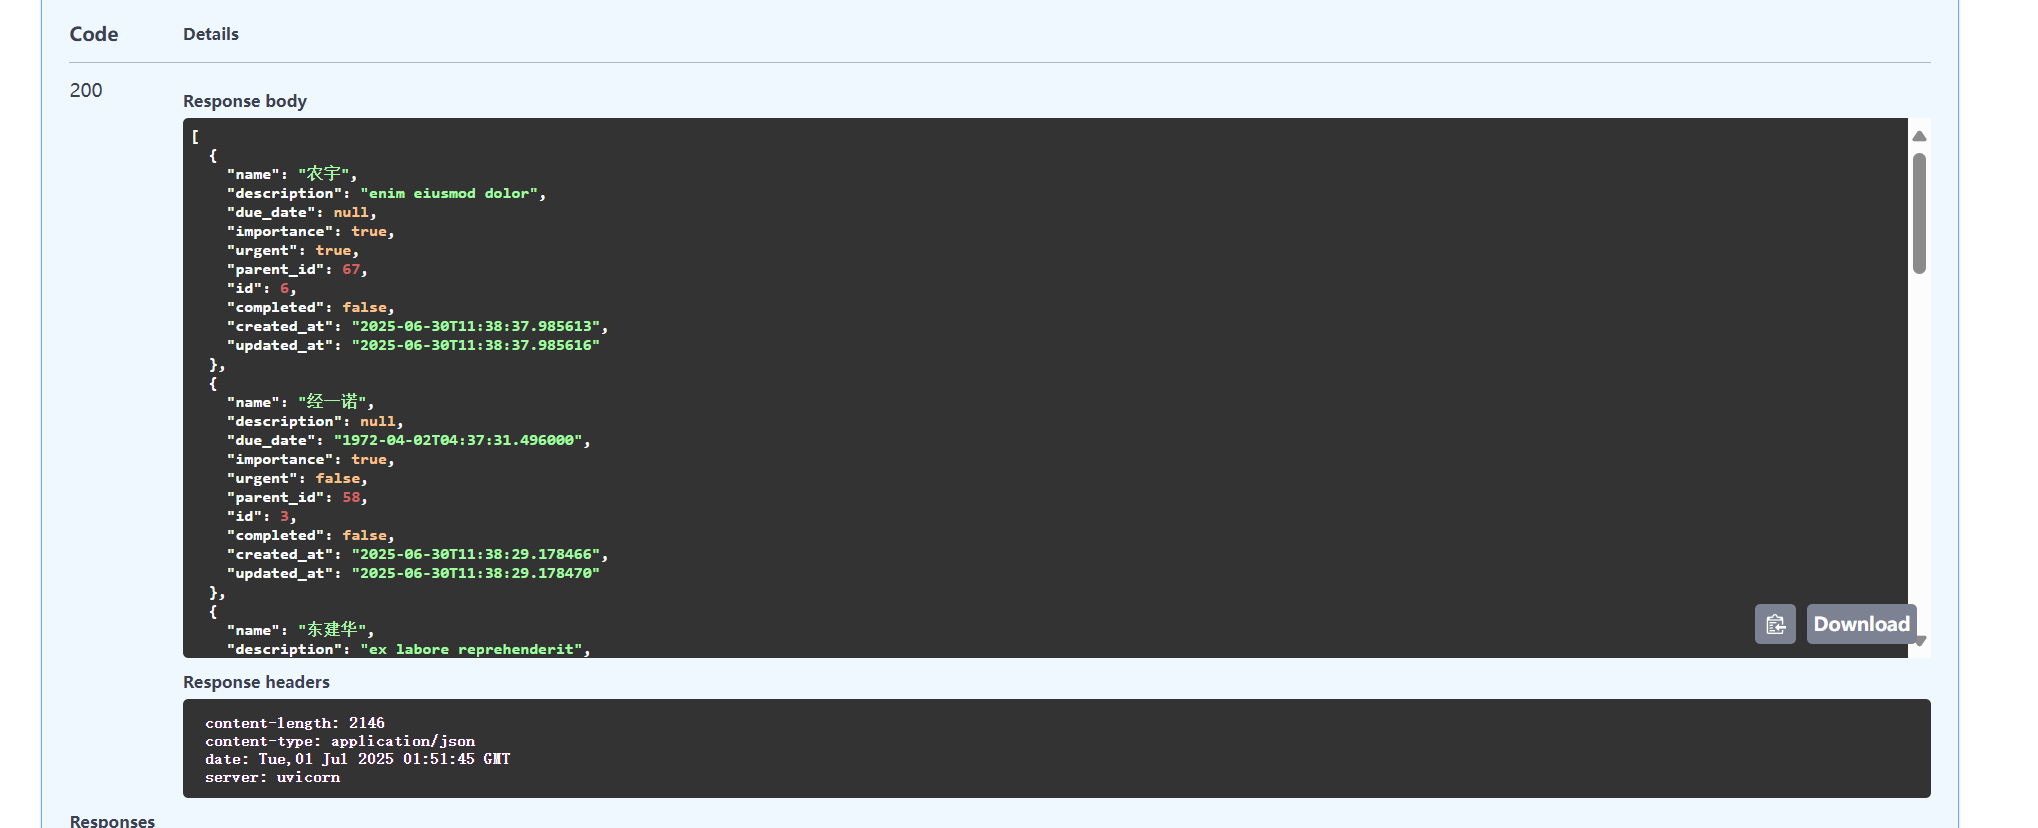 Code Details
200
Response body
[
  {
    "name": "农宇",
    "description": "enim eiusmod dolor",
    "due_date": null,
    "importance": true,
    "urgent": true,
    "parent_id": 67,
    "id": 6,
    "completed": false,
    "created_at": "2025-06-30T11:38:37.985613",
    "updated_at": "2025-06-30T11:38:37.985616"
  },
  {
    "name": "经一诺",
    "description": null,
    "due_date": "1972-04-02T04:37:31.496000",
    "importance": true,
    "urgent": false,
    "parent_id": 58,
    "id": 3,
    "completed": false,
    "created_at": "2025-06-30T11:38:29.178466",
    "updated_at": "2025-06-30T11:38:29.178470"
  },
  {
    "name": "东建华",
    "description": "ex labore reprehenderit",
Download
Response headers
content-length: 2146
content-type: application/json
date: Tue,01 Jul 2025 01:51:45 GMT
server: uvicorn
Responses